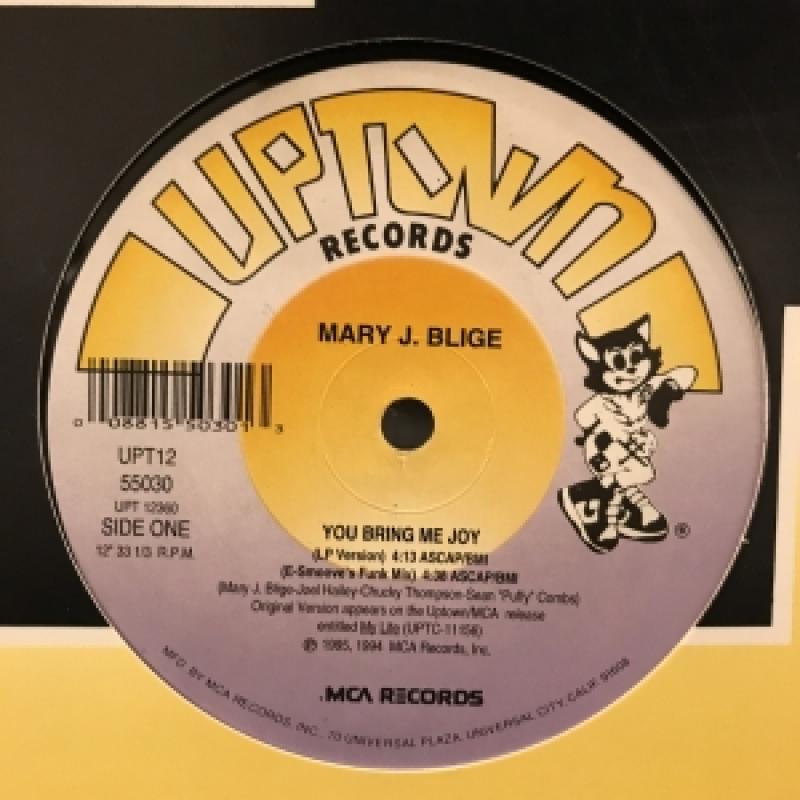 UPTOWN
RECORDS
MARY J. BLIGE
0 08815-50301 3
UPT12
55030
UPT 12360
SIDE ONE
12" 33 1/3 R.P.M.
YOU BRING ME JOY
(LP Version) 4:13 ASCAP/BMI
(E-Smoove's Funk Mix) 4:38 ASCAP/BMI
(Mary J. Blige-Joel Hailey-Chucky Thompson-Sean "Puffy" Combs)
Original Version appears on the Uptown/MCA release
entitled My Life (UPTC-11156)
℗ 1995, 1994 MCA Records, Inc.
®
.MCA RECORDS
MFG. BY MCA RECORDS, INC., 70 UNIVERSAL PLAZA, UNIVERSAL CITY, CALIF. 91608